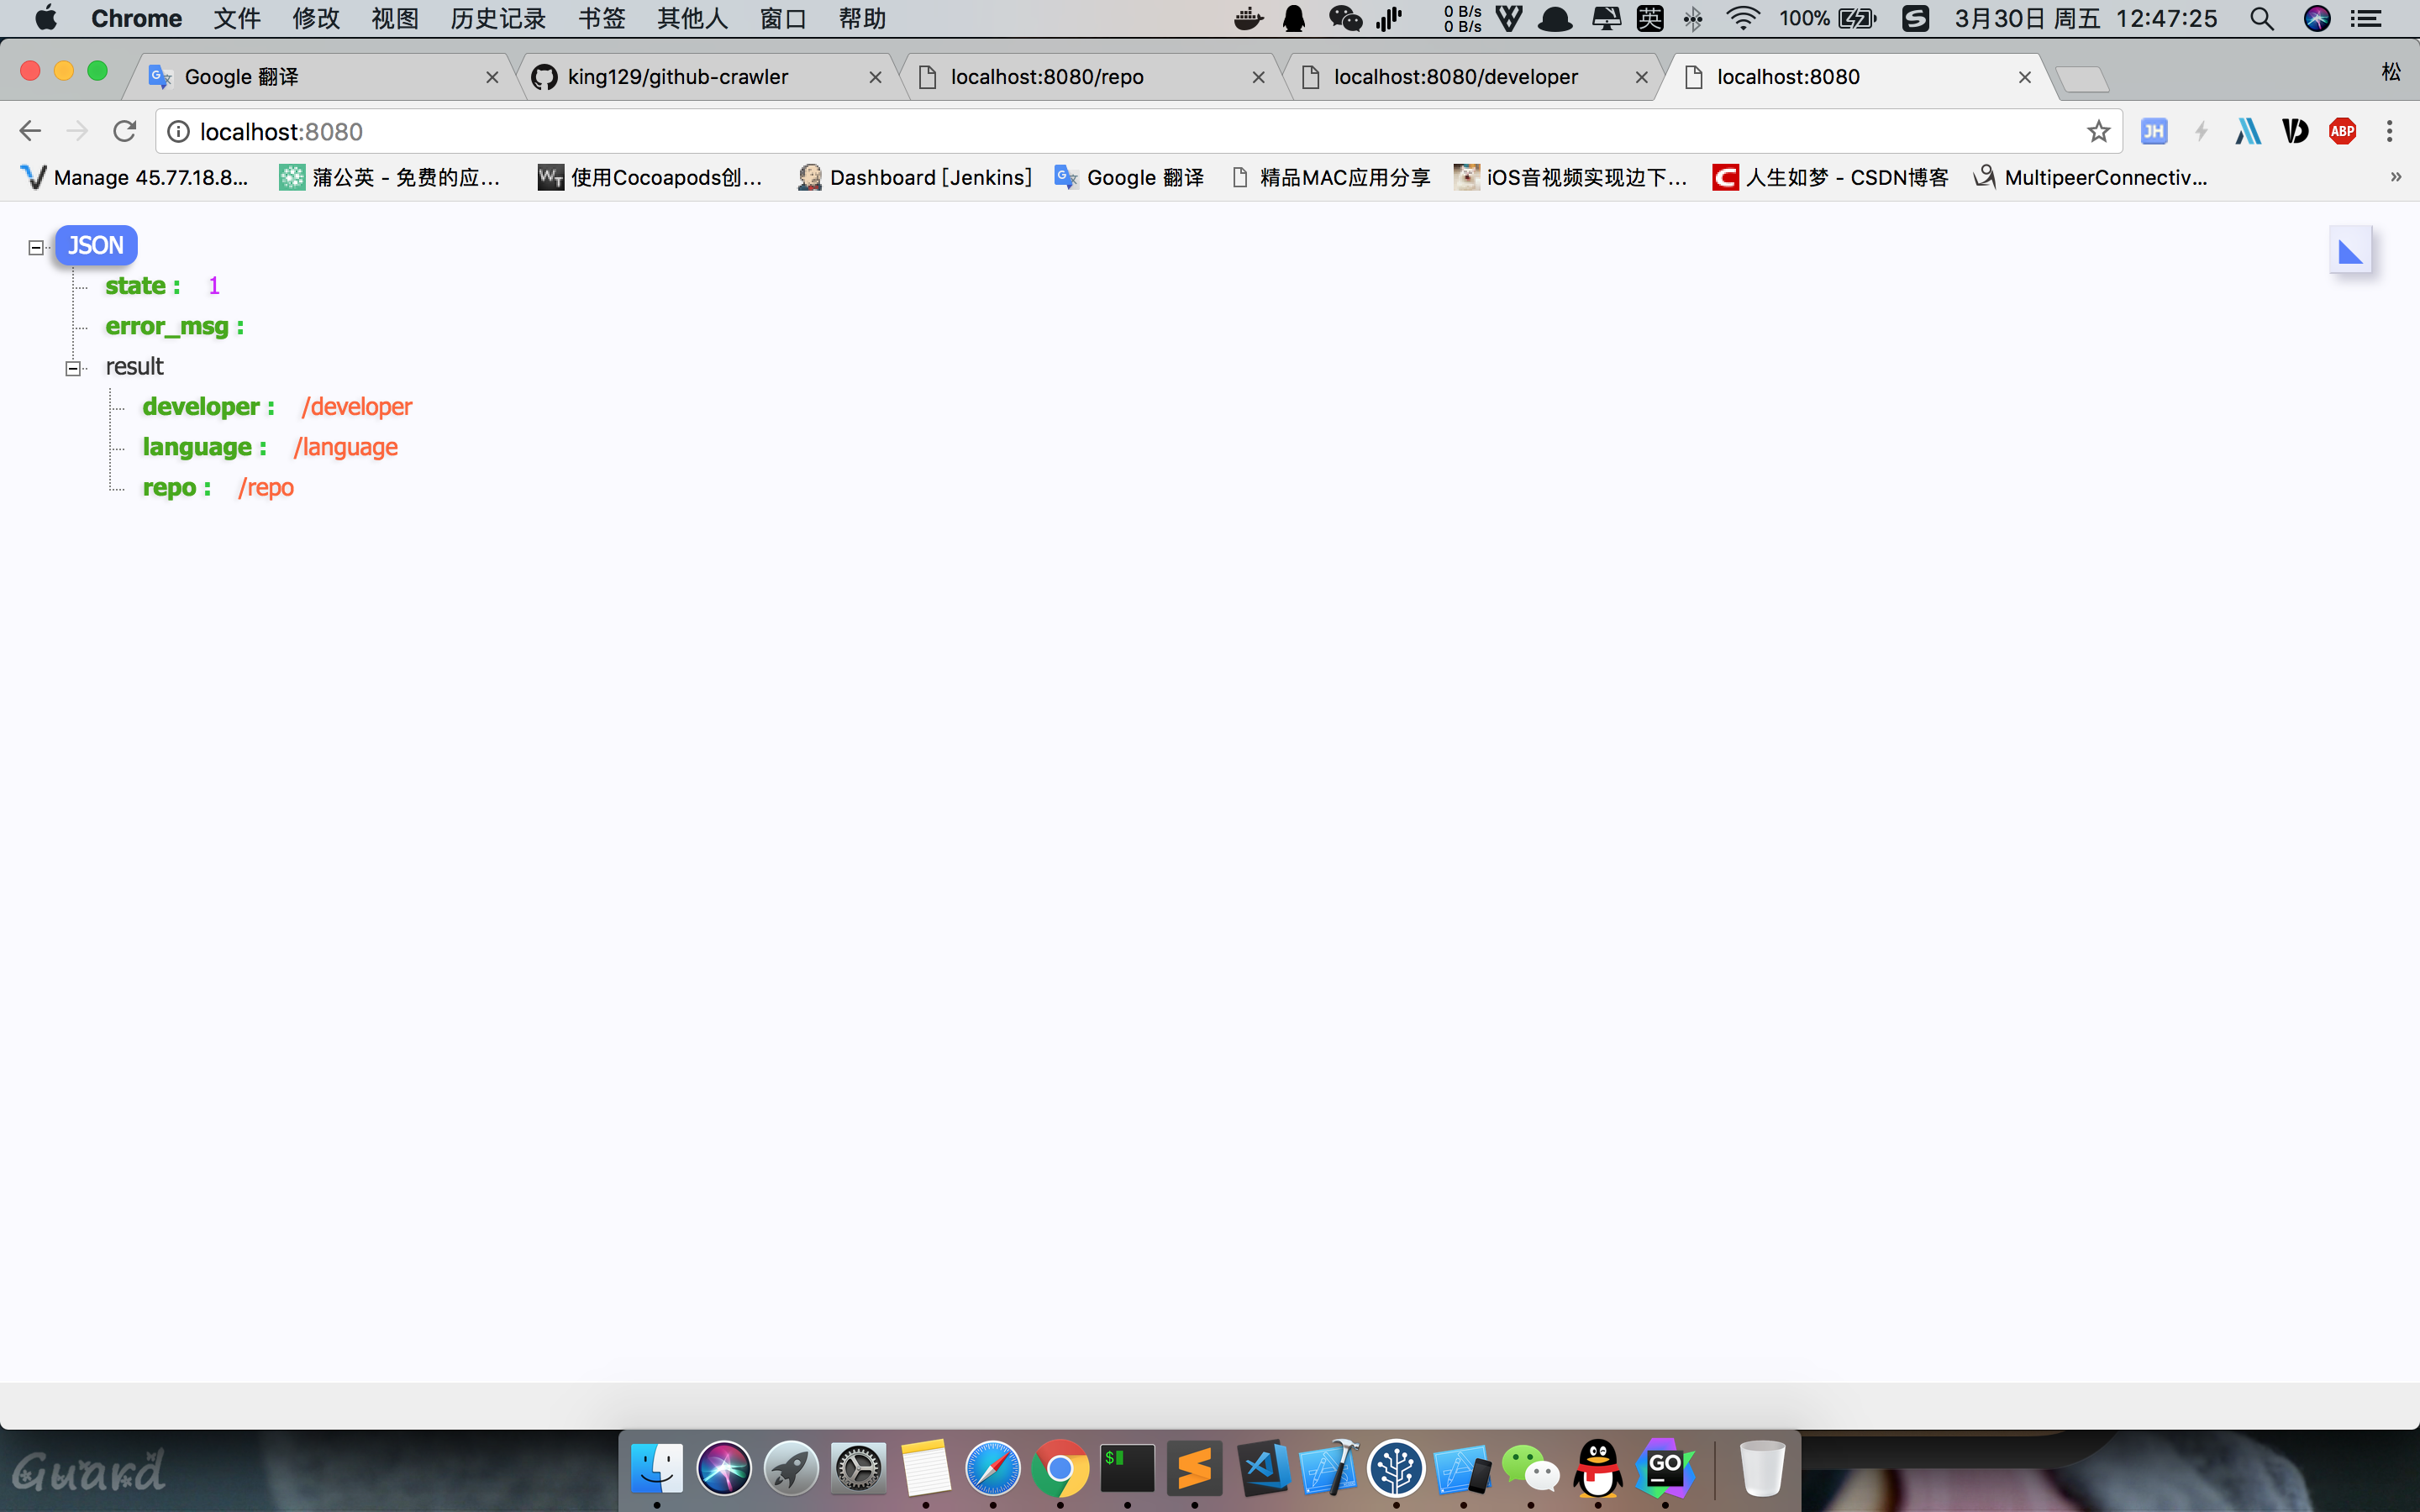 Chrome 文件 修改 视图 历史记录 书签 其他人 窗口 帮助 0 B/s 0 B/s 英 100% 3月30日 周五 12:47:25
Google 翻译 king129/github-crawler localhost:8080/repo localhost:8080/developer localhost:8080 松
localhost:8080 JH ABP
Manage 45.77.18.8... 蒲公英 - 免费的应... WT 使用Cocoapods创... Dashboard [Jenkins] Google 翻译 精品MAC应用分享 iOS音视频实现边下... C 人生如梦 - CSDN博客 MultipeerConnectiv... »
JSON
state : 1
error_msg :
result
developer : /developer
language : /language
repo : /repo
Guard
$ GO